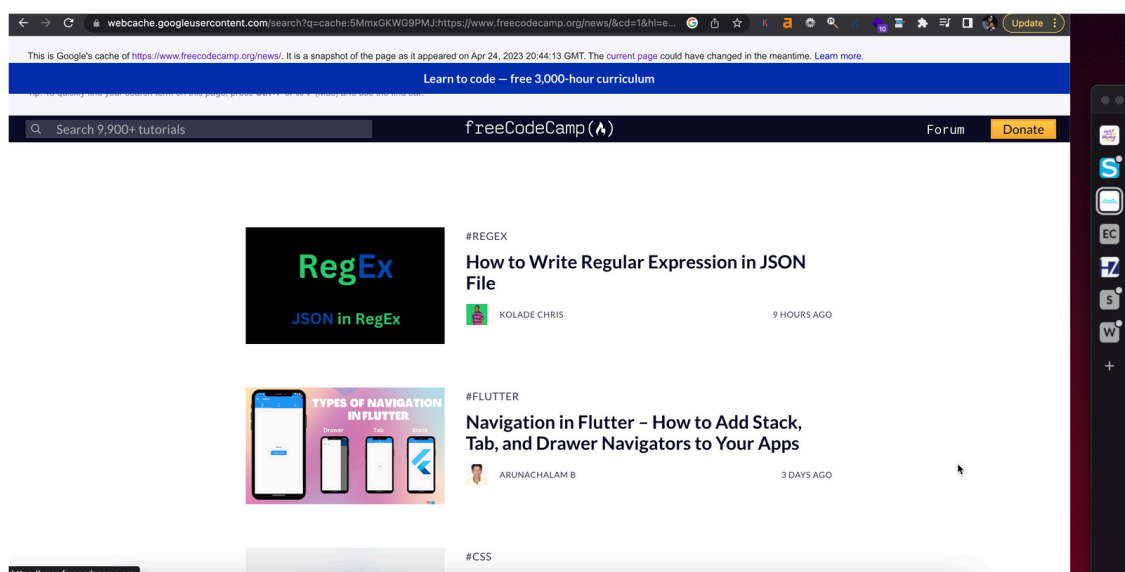 webcache.googleusercontent.com/search?q=cache:5MmxGKWG9PMJ:https://www.freecodecamp.org/news/&cd=1&hl=e...
Update
This is Google's cache of https://www.freecodecamp.org/news/. It is a snapshot of the page as it appeared on Apr 24, 2023 20:44:13 GMT. The current page could have changed in the meantime. Learn more.
Learn to code — free 3,000-hour curriculum
Search 9,900+ tutorials
freeCodeCamp
Forum
Donate
RegEx
JSON in RegEx
#REGEX
How to Write Regular Expression in JSON
File
KOLADE CHRIS
9 HOURS AGO
TYPES OF NAVIGATION
IN FLUTTER
Drawer Tab Stack
#FLUTTER
Navigation in Flutter – How to Add Stack,
Tab, and Drawer Navigators to Your Apps
ARUNACHALAM B
3 DAYS AGO
#CSS
10
EC
S
W